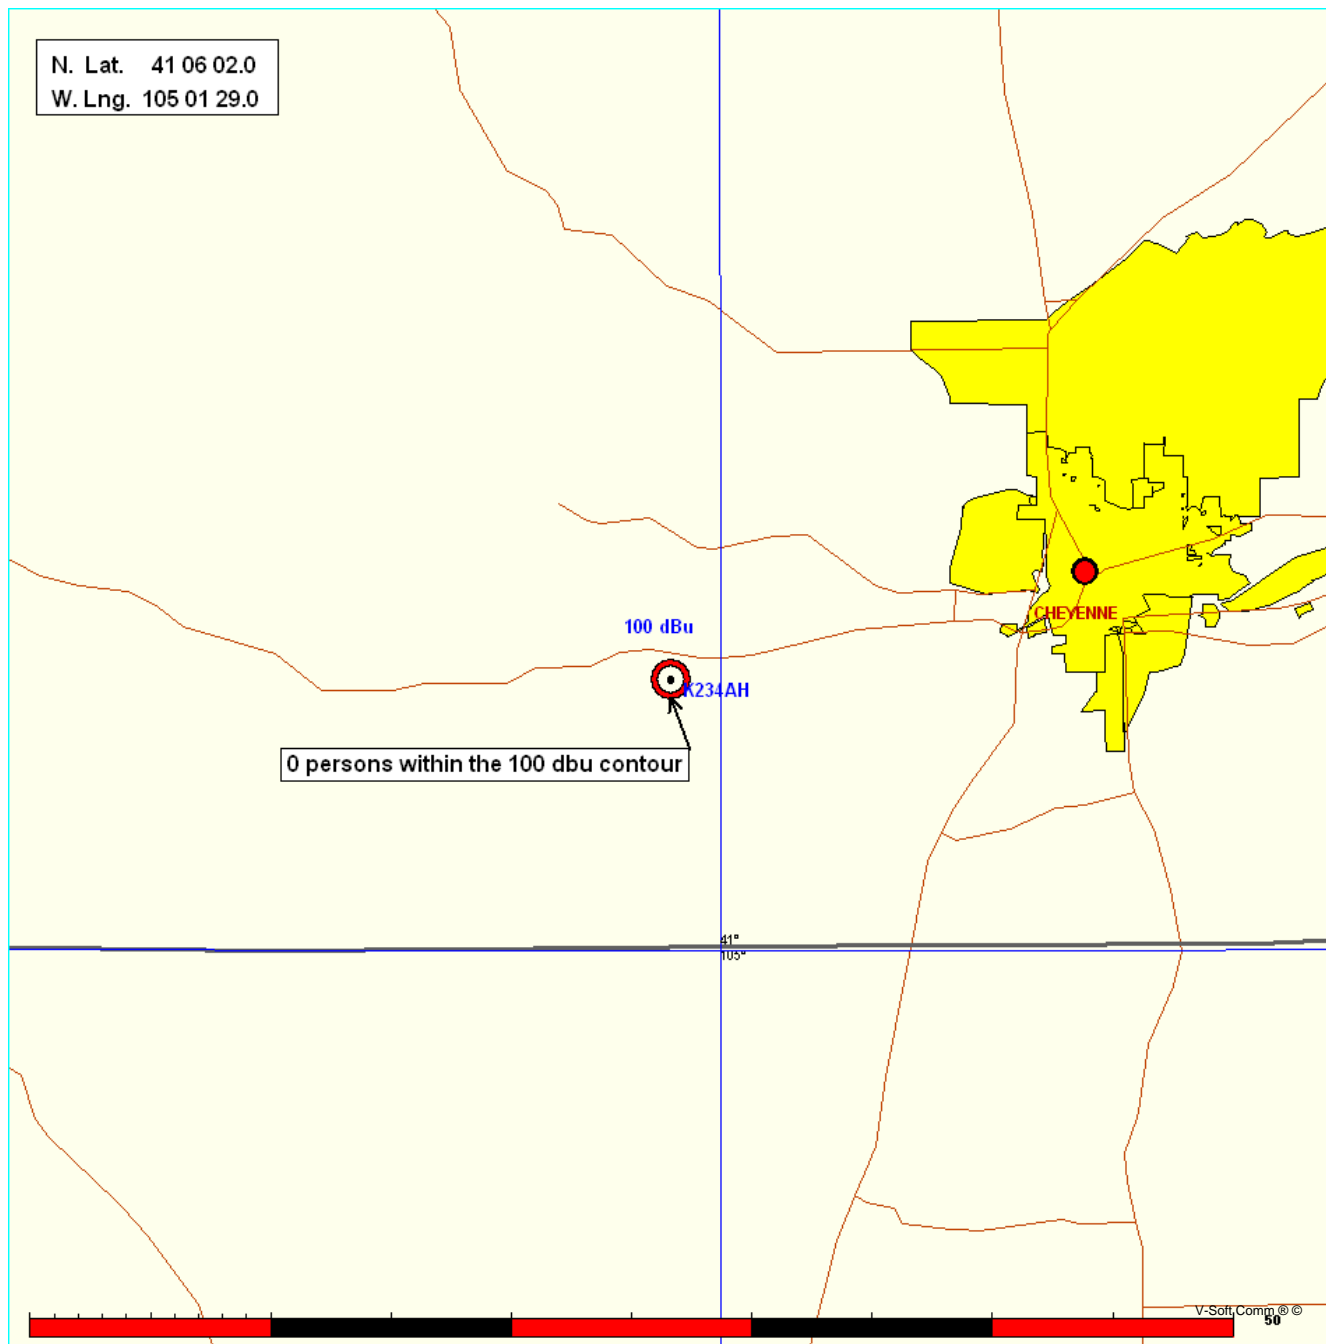 N. Lat. 41 06 02.0
W. Lng. 105 01 29.0
CHEYENNE
100 dBu
K234AH
0 persons within the 100 dbu contour
41°
105°
V-Soft Comm ® ©
50